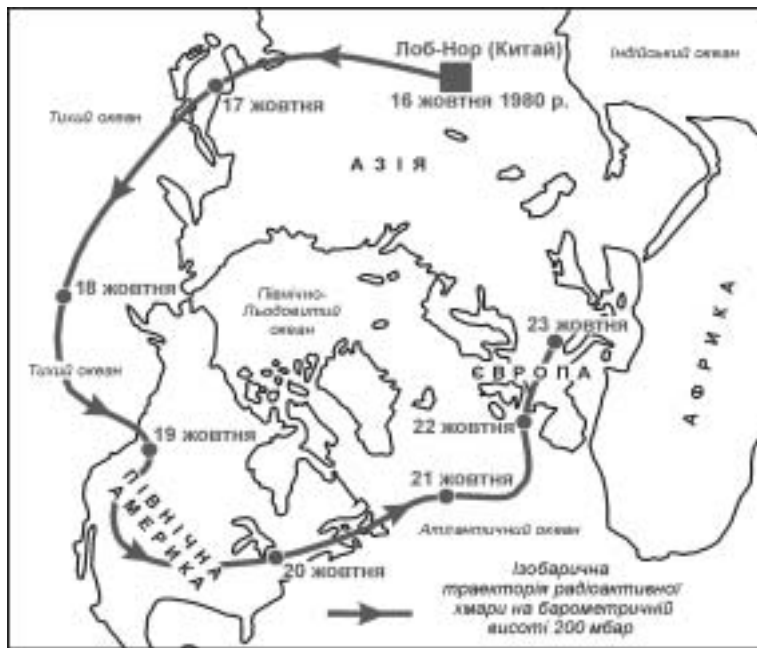 Лоб-Нор (Китай)
Індійський океан
16 жовтня 1980 р.
17 жовтня
Тихий океан
АЗІЯ
18 жовтня
Північно-
Льодовитий
океан
23 жовтня
АФРИКА
Тихий океан
ЄВРОПА
19 жовтня
22 жовтня
21 жовтня
ПІВНІЧНА
АМЕРИКА
Атлантичний океан
20 жовтня
Ізобарична
траекторія радіоактивної
хмари на барометричній
висоті 200 мбар